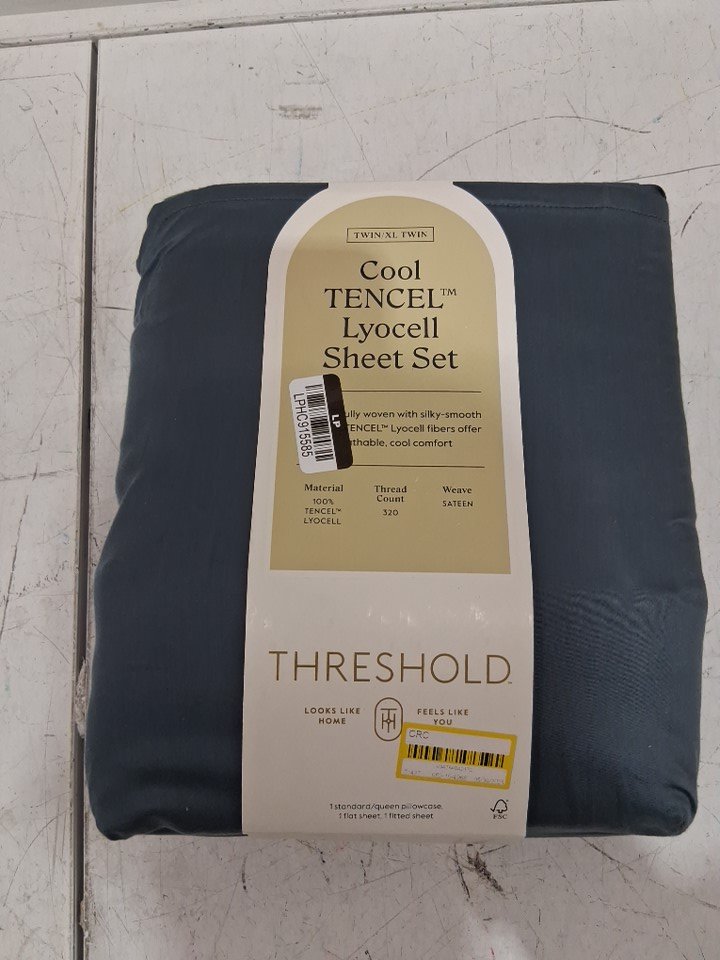 TWIN/XL TWIN
Cool
TENCEL™
Lyocell
Sheet Set
LP
LPHC915585
ully woven with silky-smooth
ENCEL™ Lyocell fibers offer
thable, cool comfort
Material
Thread Count
Weave
100% TENCEL™ LYOCELL
320
SATEEN
THRESHOLD™
LOOKS LIKE HOME
FEELS LIKE YOU
CRC
1 standard/queen pillowcase,
1 flat sheet, 1 fitted sheet
FSC